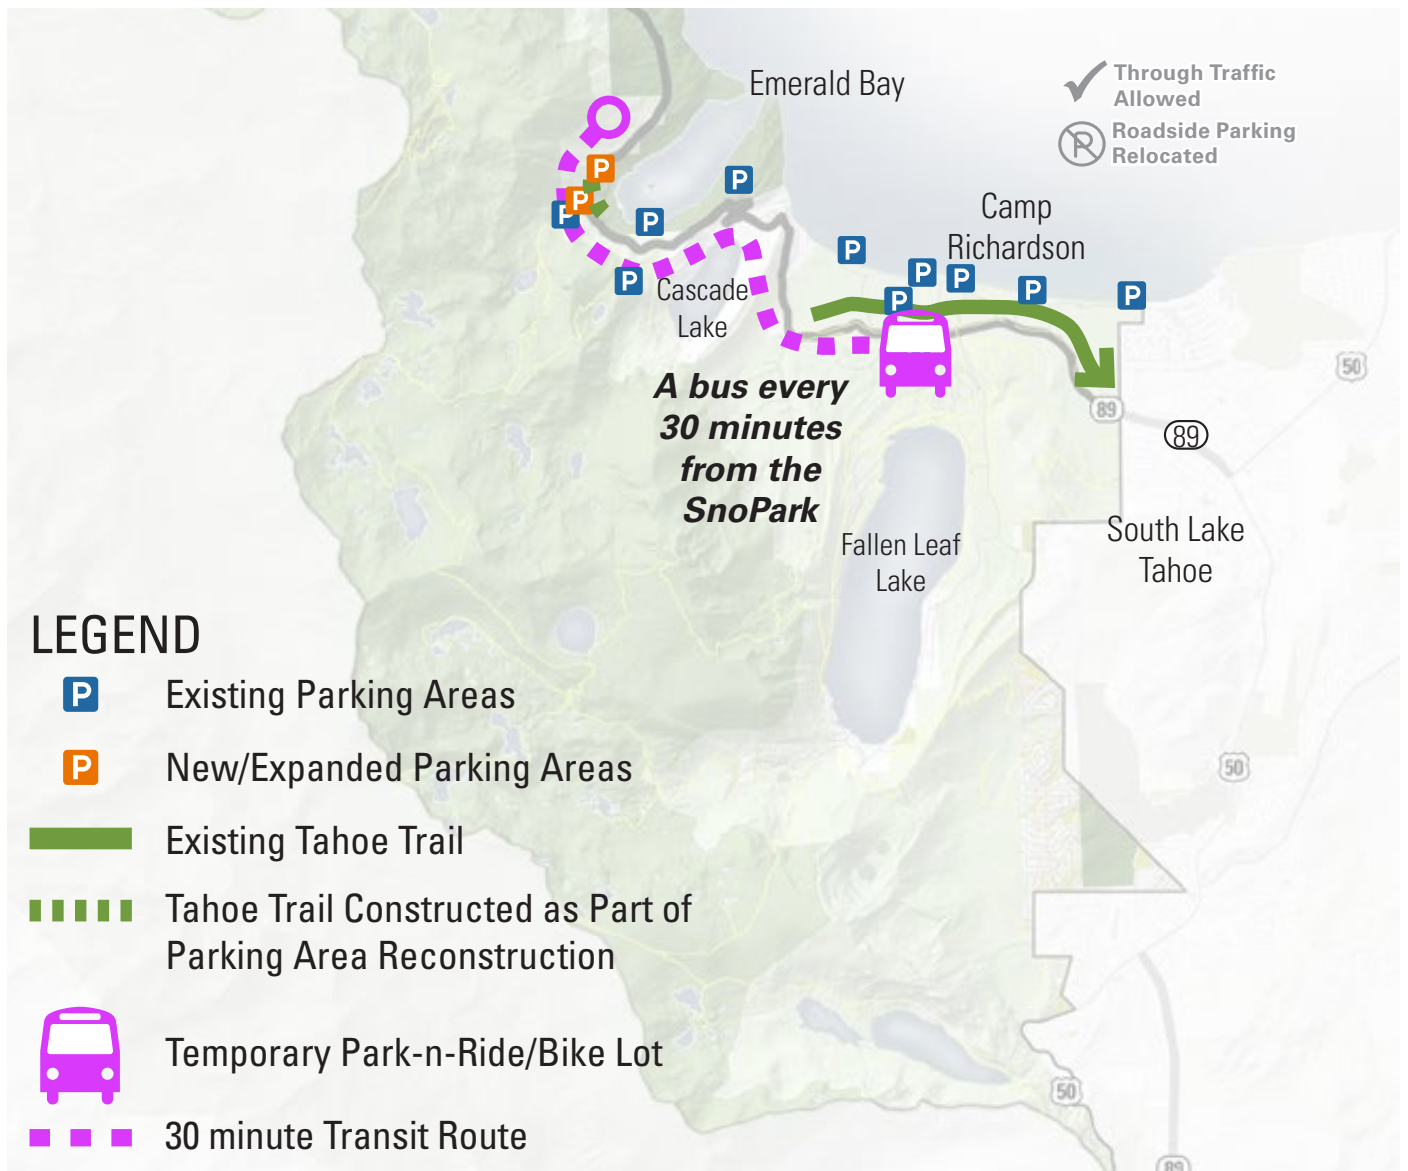 Emerald Bay
Through Traffic
Allowed
P
Roadside Parking
Relocated
P
P
P
P
P
P
Camp
Richardson
P
P
P
P
P
P
P
Cascade
Lake
50
A bus every
30 minutes
from the
SnoPark
89
89
South Lake
Tahoe
Fallen Leaf
Lake
LEGEND
P Existing Parking Areas
P New/Expanded Parking Areas
50
Existing Tahoe Trail
Tahoe Trail Constructed as Part of
Parking Area Reconstruction
Temporary Park-n-Ride/Bike Lot
50
30 minute Transit Route
89